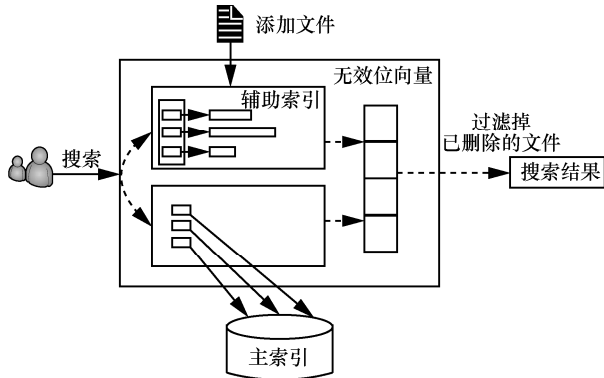 添加文件
无效位向量
辅助索引
搜索
过滤掉
已删除的文件
搜索结果
主索引